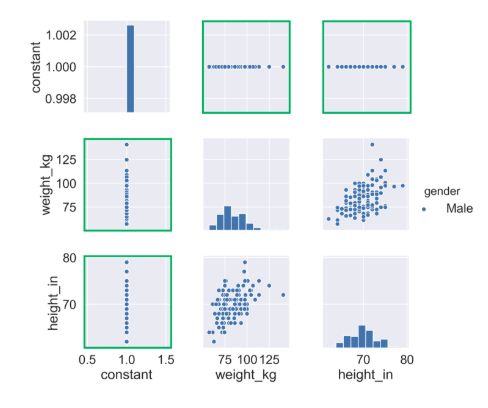 constant
1.002
1.000
0.998
weight_kg
125
100
75
gender
Male
height_in
80
70
0.5 1.0 1.5
75 100 125
70 80
constant
weight_kg
height_in